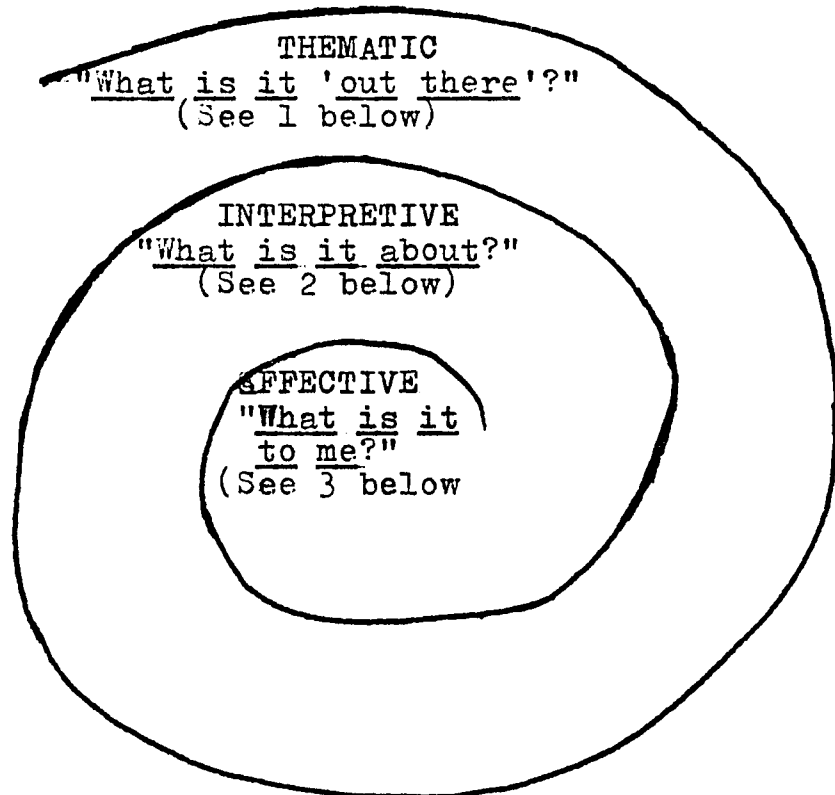 THEMATIC
"What is it 'out there'?"
(See 1 below)
INTERPRETIVE
"What is it about?"
(See 2 below)
AFFECTIVE
"What is it
to me?"
(See 3 below